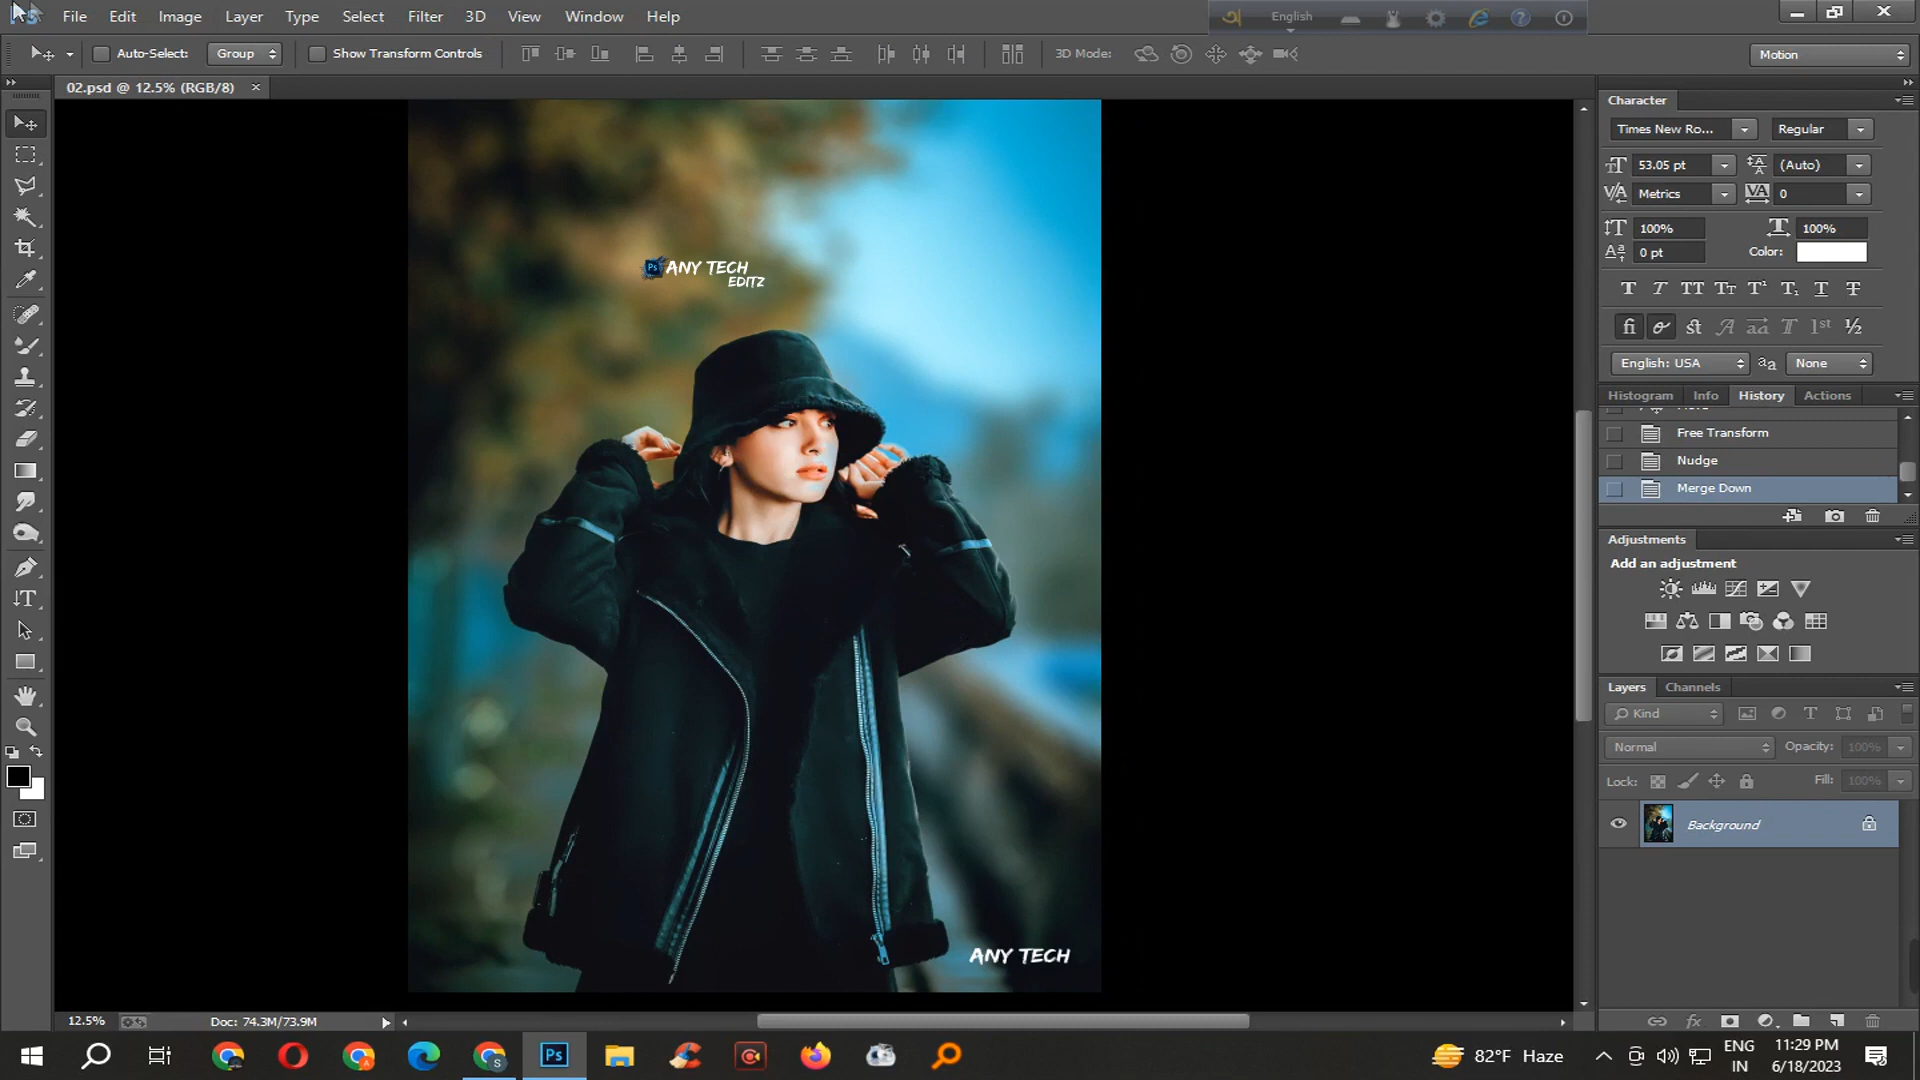 File Edit Image Layer Type Select Filter 3D View Window Help
English
Auto-Select: Group Show Transform Controls 3D Mode: Motion
02.psd @ 12.5% (RGB/8) ×
Character
Times New Ro... Regular
53.05 pt (Auto)
Metrics 0
100% 100%
0 pt Color:
English: USA None
Histogram Info History Actions
Free Transform
Nudge
Merge Down
Adjustments
Add an adjustment
Layers Channels
Kind
Normal Opacity: 100%
Lock: Fill: 100%
Background
Ps ANY TECH
EDITZ
ANY TECH
12.5% Doc: 74.3M/73.9M
Ps
82°F Haze
ENG
IN
11:29 PM
6/18/2023